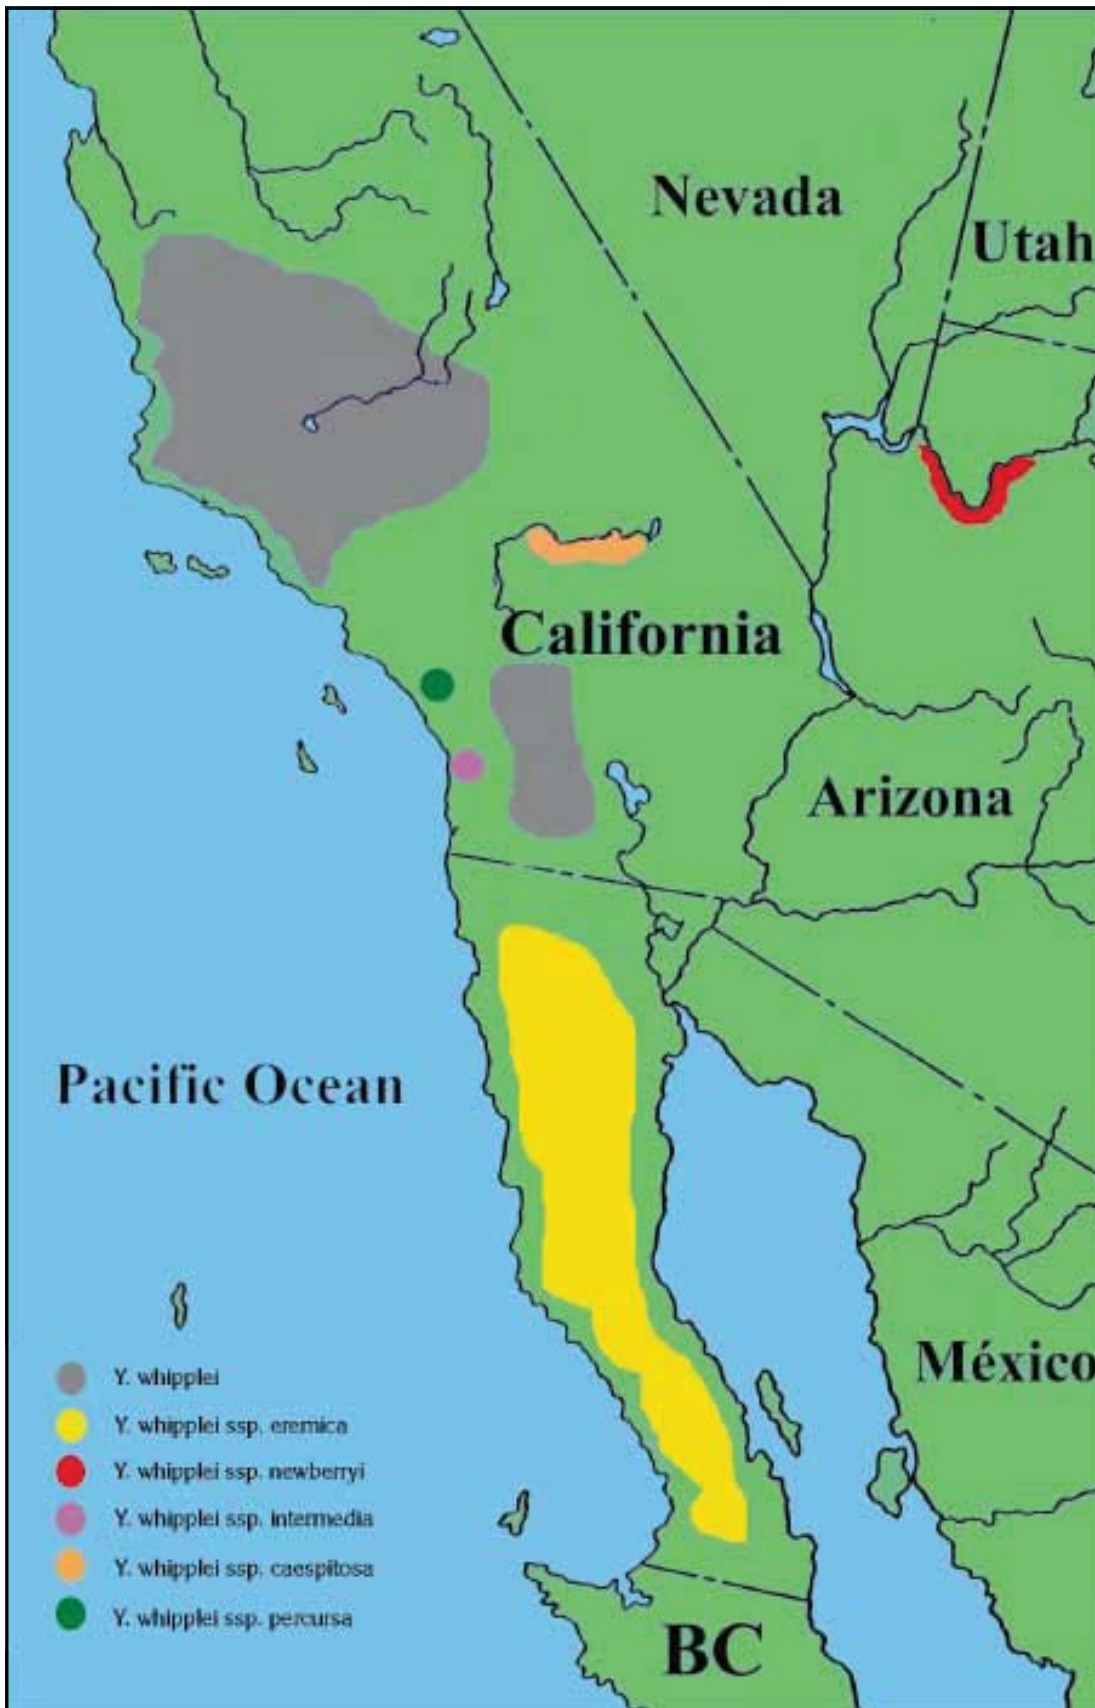 Nevada
Utah
California
Arizona
Pacific Ocean
México
Y. whipplei
Y. whipplei ssp. eremica
Y. whipplei ssp. newberryi
Y. whipplei ssp. intermedia
Y. whipplei ssp. caespitosa
Y. whipplei ssp. percursa
BC